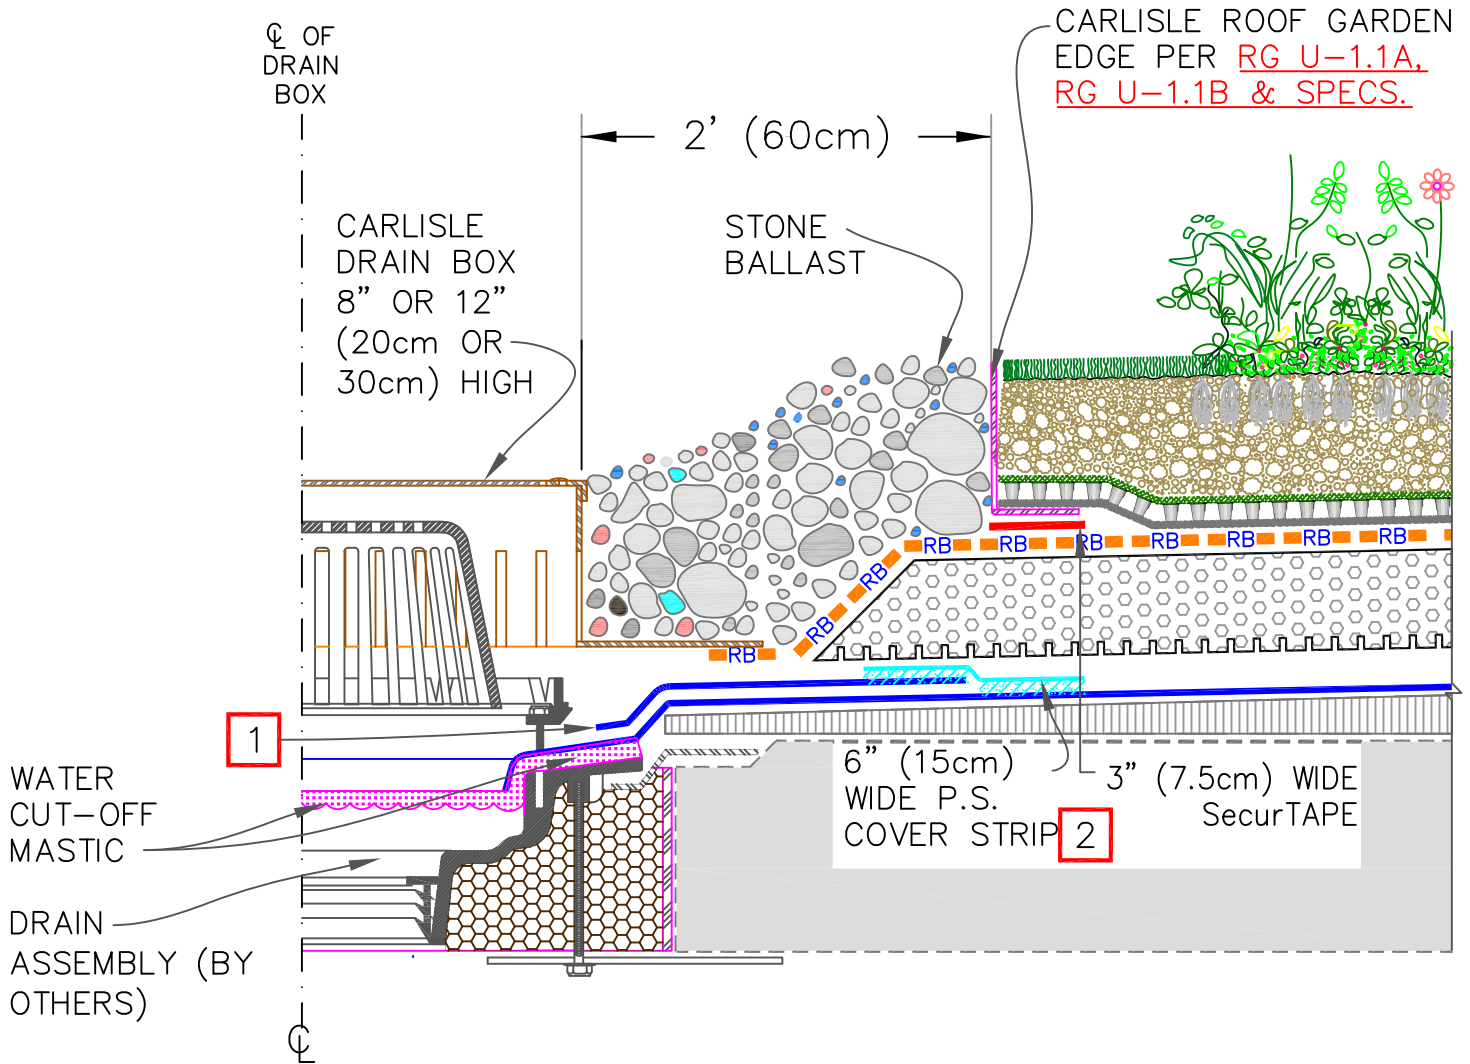 ℄ OF
DRAIN
BOX
CARLISLE ROOF GARDEN
EDGE PER RG U-1.1A,
RG U-1.1B & SPECS.
2' (60cm)
CARLISLE
DRAIN BOX
8" OR 12"
(20cm OR
30cm) HIGH
STONE
BALLAST
RB RB RB RB RB RB RB
RB
RB
RB
1
WATER
CUT-OFF
MASTIC
6" (15cm)
WIDE P.S.
COVER STRIP 2
3" (7.5cm) WIDE
SecurTAPE
DRAIN
ASSEMBLY (BY
OTHERS)
℄